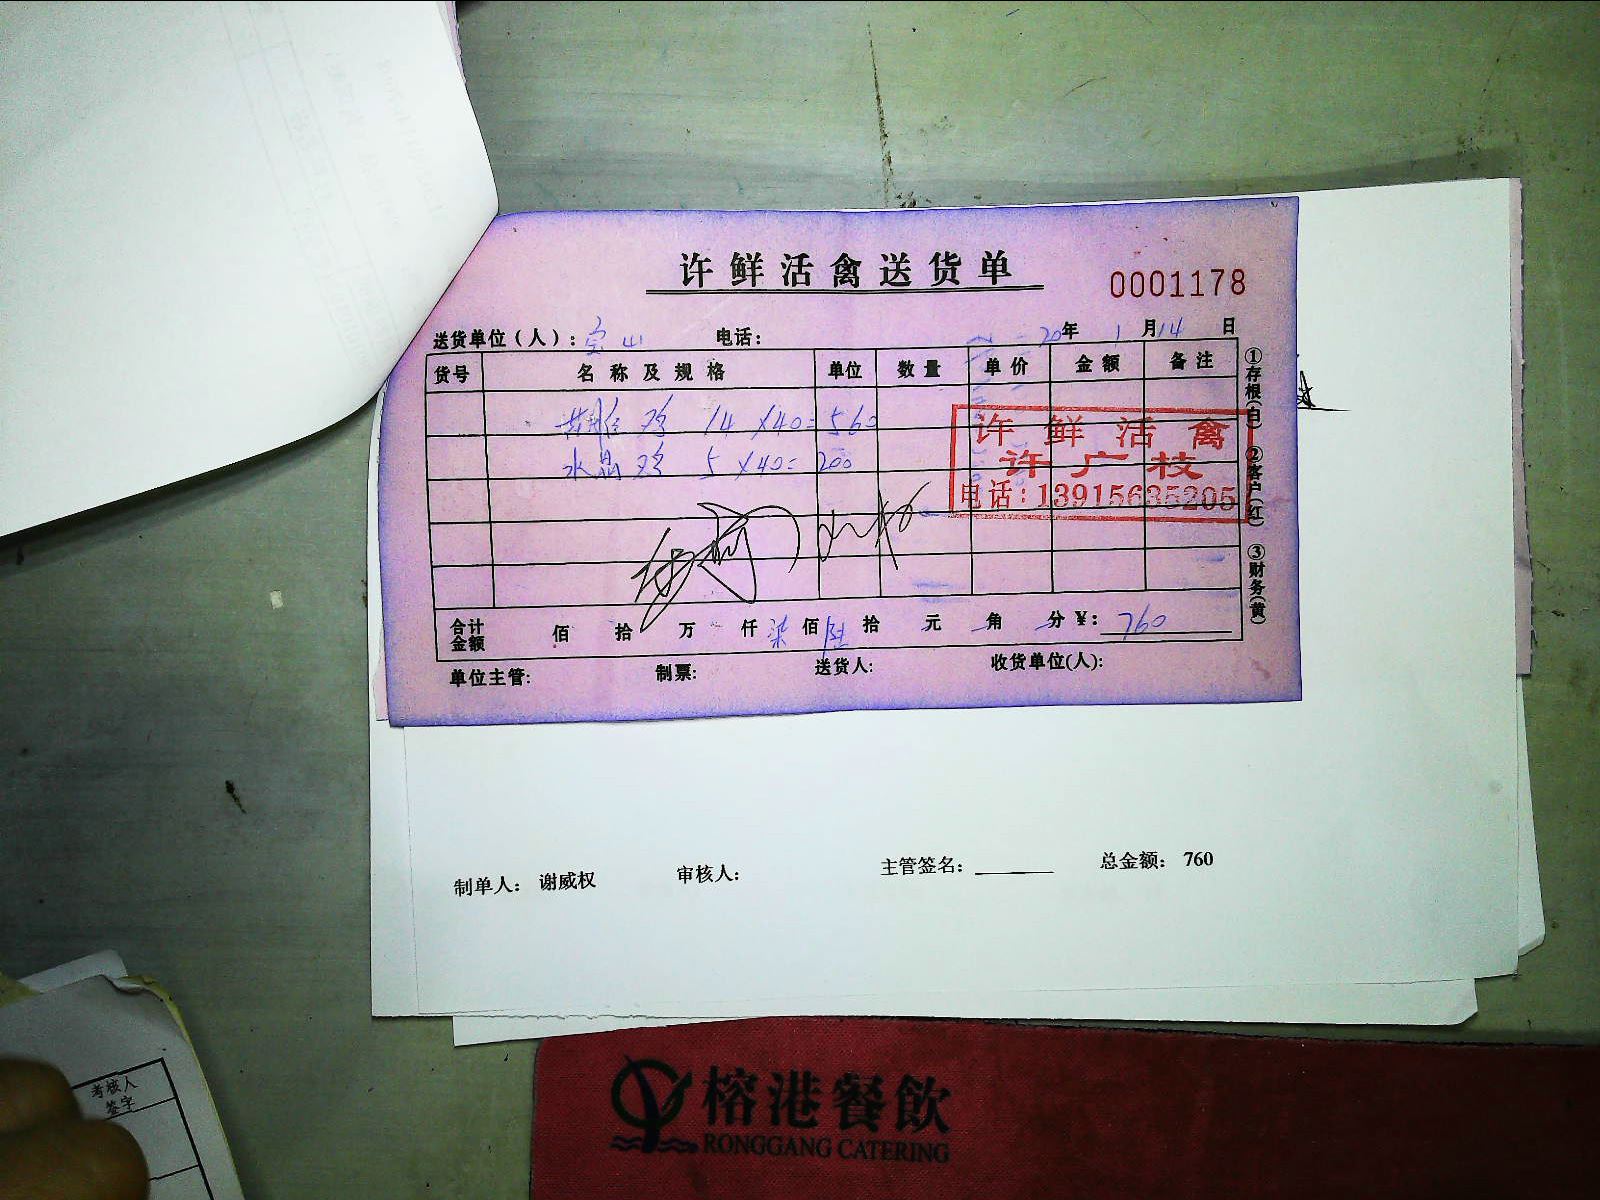 许鲜活禽送货单
0001178
送货单位（人）: 宝山 电话: 20年 1月14日
货号 名称及规格 单位 数量 单价 金额 备注
鸡 14×40=560
水晶鸡 5×40=200
许鲜活禽
许广枝
电话:13915635205
①存根(白) ②客户(红) ③财务(黄)
合计金额 佰 拾 万 仟 柒佰 陆拾 元 角 分 ¥: 760
单位主管: 制票: 送货人: 收货单位(人):
制单人: 谢威权 审核人: 主管签名: 总金额: 760
考核人
签字
榕港餐飲
RONGGANG CATERING